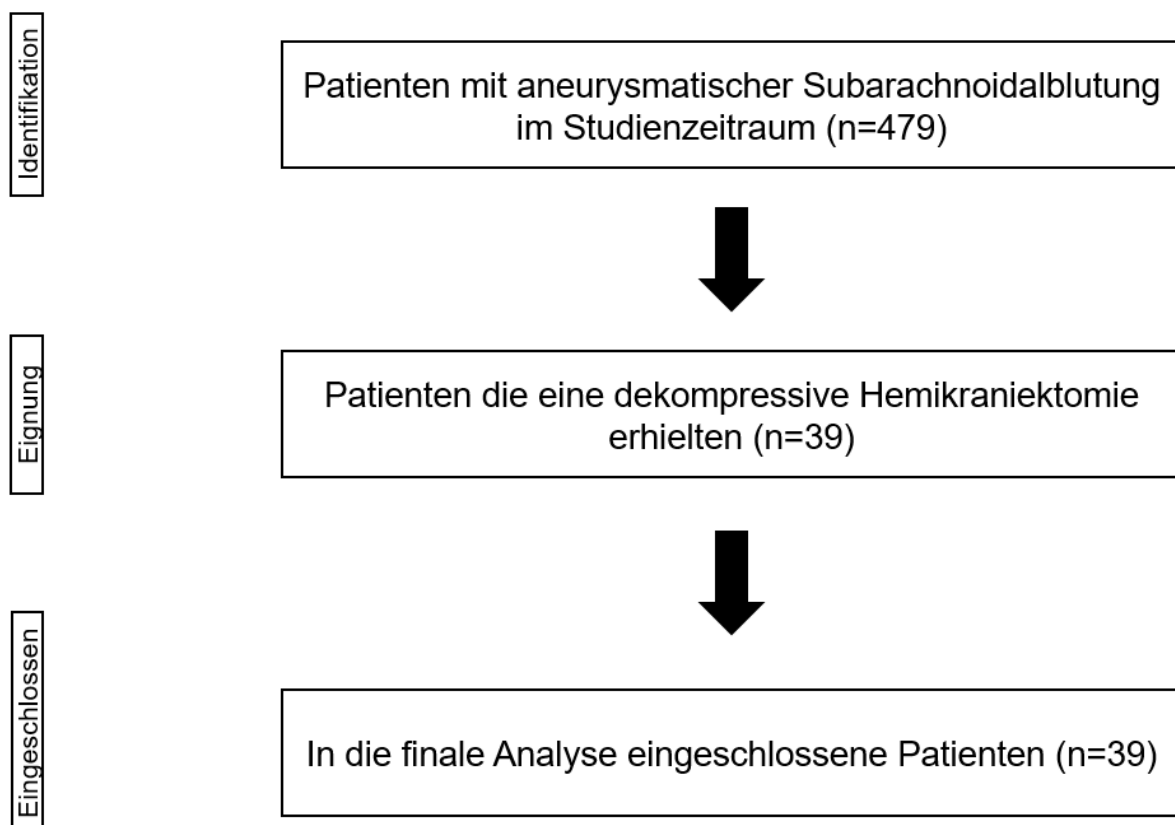 Identifikation
Patienten mit aneurysmatischer Subarachnoidalblutung
im Studienzeitraum (n=479)
Eignung
Patienten die eine dekompressive Hemikraniektomie
erhielten (n=39)
Eingeschlossen
In die finale Analyse eingeschlossene Patienten (n=39)